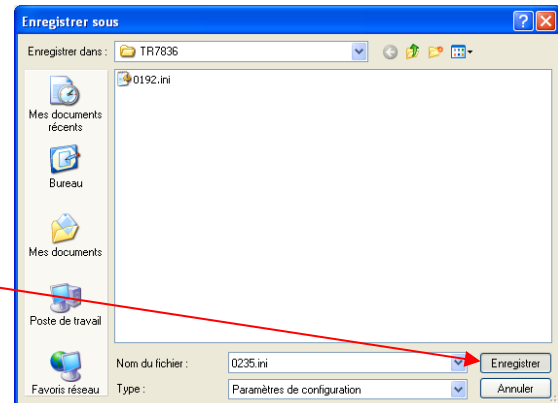 Enregistrer sous
Enregistrer dans :
TR7836
0192.ini
Mes documents
récents
Bureau
Mes documents
Poste de travail
Favoris réseau
Nom du fichier :
0235.ini
Enregistrer
Type :
Paramètres de configuration
Annuler